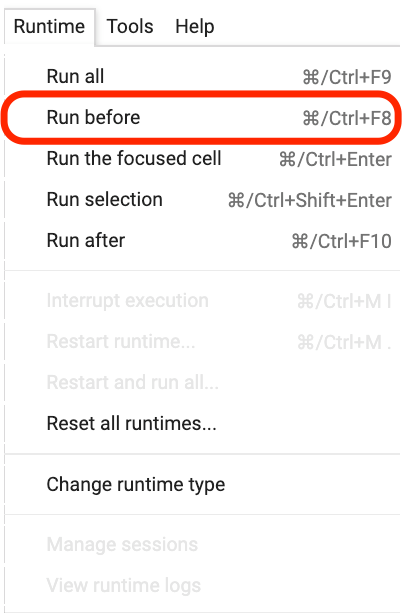 Runtime Tools Help
Run all ⌘/Ctrl+F9
Run before ⌘/Ctrl+F8
Run the focused cell ⌘/Ctrl+Enter
Run selection ⌘/Ctrl+Shift+Enter
Run after ⌘/Ctrl+F10
Interrupt execution ⌘/Ctrl+M I
Restart runtime... ⌘/Ctrl+M .
Restart and run all...
Reset all runtimes...
Change runtime type
Manage sessions
View runtime logs